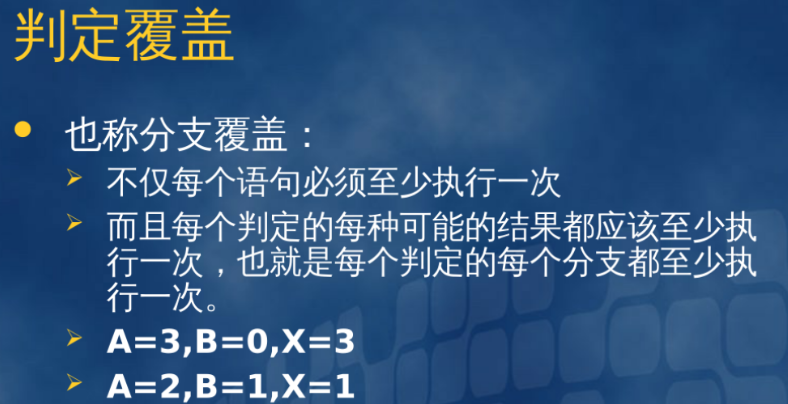 判定覆盖
也称分支覆盖：
不仅每个语句必须至少执行一次
而且每个判定的每种可能的结果都应该至少执
行一次，也就是每个判定的每个分支都至少执
行一次。
A=3,B=0,X=3
A=2,B=1,X=1